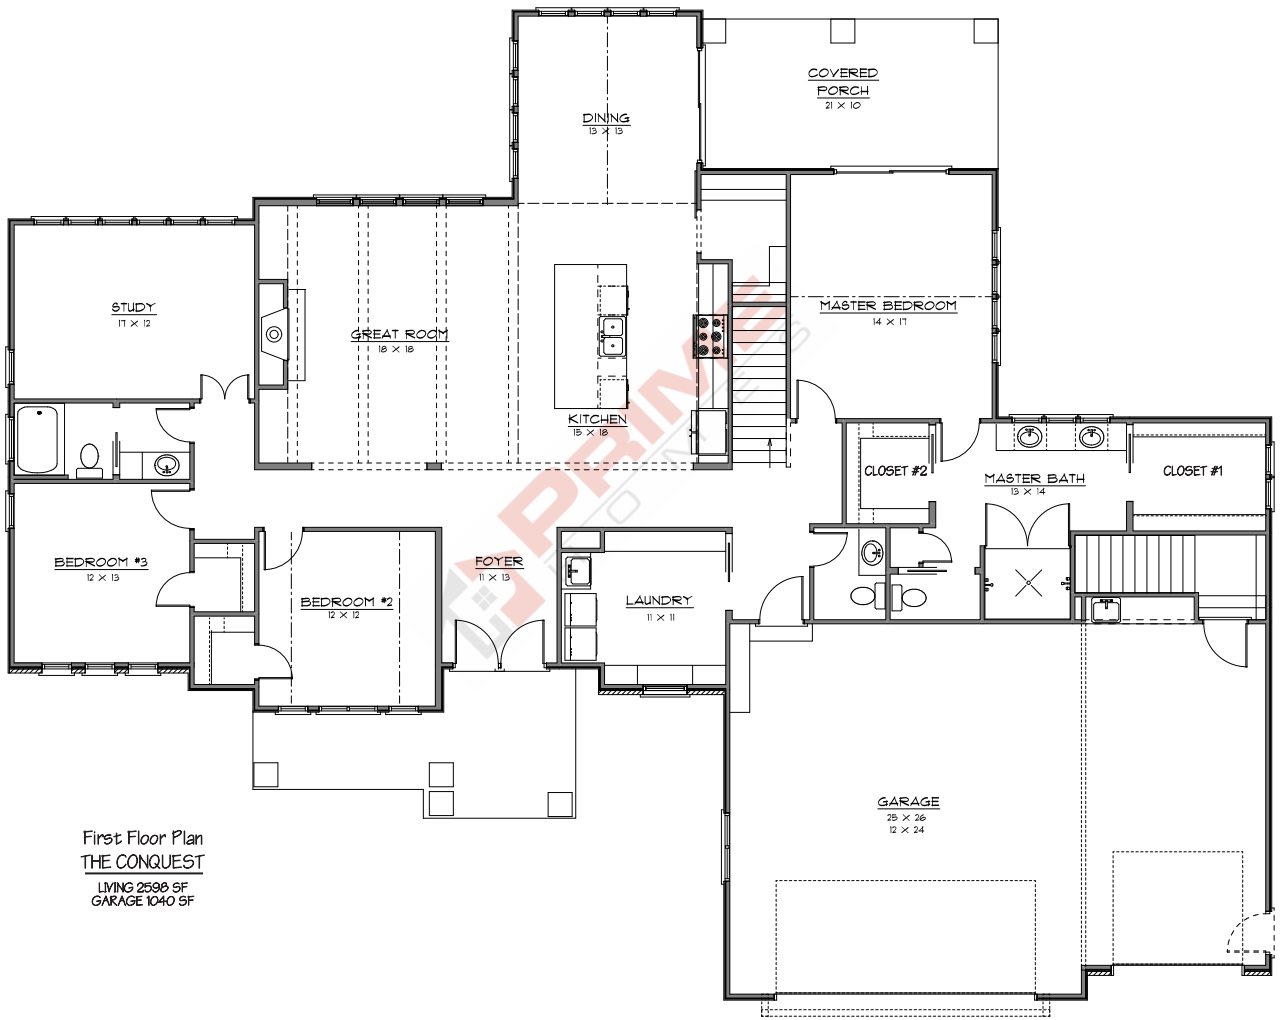 COVERED
PORCH
21 X 10
DINING
13 X 13
STUDY
17 X 12
GREAT ROOM
18 X 18
MASTER BEDROOM
14 X 17
KITCHEN
15 X 18
CLOSET #2
MASTER BATH
13 X 14
CLOSET #1
BEDROOM #3
12 X 13
FOYER
11 X 13
BEDROOM #2
12 X 12
LAUNDRY
11 X 11
GARAGE
25 X 26
12 X 24
PRIME
HOMES
First Floor Plan
THE CONQUEST
LIVING 2598 SF
GARAGE 1040 SF